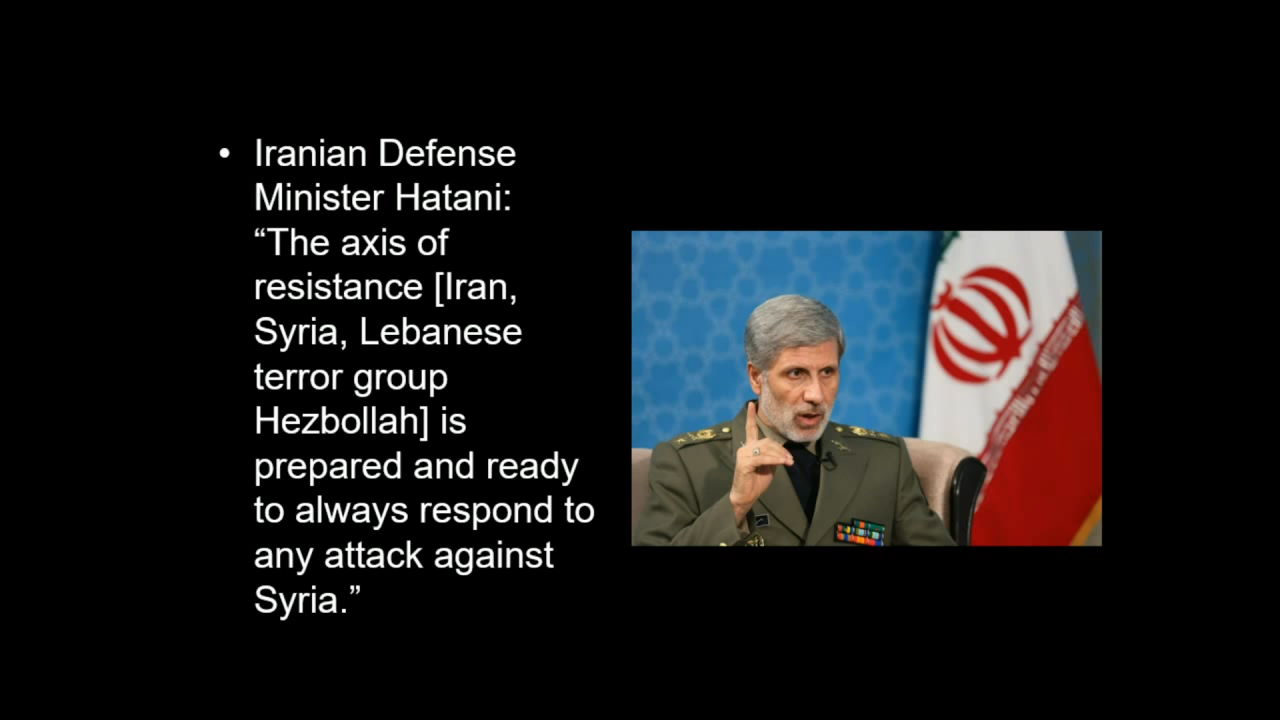 • Iranian Defense
Minister Hatani:
“The axis of
resistance [Iran,
Syria, Lebanese
terror group
Hezbollah] is
prepared and ready
to always respond to
any attack against
Syria.”